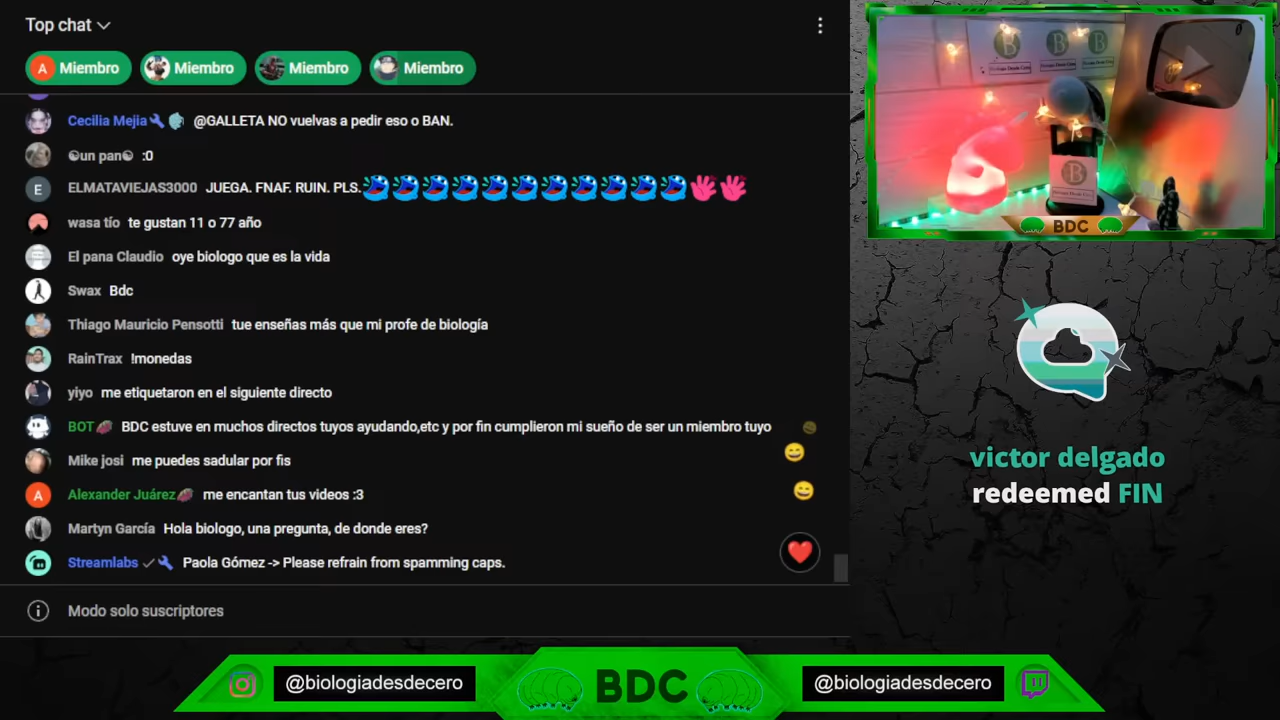 Top chat
A Miembro
Miembro
Miembro
Miembro
Cecilia Mejia @GALLETA NO vuelvas a pedir eso o BAN.
un pan :0
E ELMATAVIEJAS3000 JUEGA. FNAF. RUIN. PLS.
wasa tío te gustan 11 o 77 año
El pana Claudio oye biologo que es la vida
Swax Bdc
Thiago Mauricio Pensotti tue enseñas más que mi profe de biología
RainTrax !monedas
yiyo me etiquetaron en el siguiente directo
BOT BDC estuve en muchos directos tuyos ayudando,etc y por fin cumplieron mi sueño de ser un miembro tuyo
Mike josi me puedes sadular por fis
A Alexander Juárez me encantan tus videos :3
Martyn García Hola biologo, una pregunta, de donde eres?
Streamlabs Paola Gómez -> Please refrain from spamming caps.
Modo solo suscriptores
BDC
victor delgado
redeemed FIN
@biologiadesdecero
BDC
@biologiadesdecero